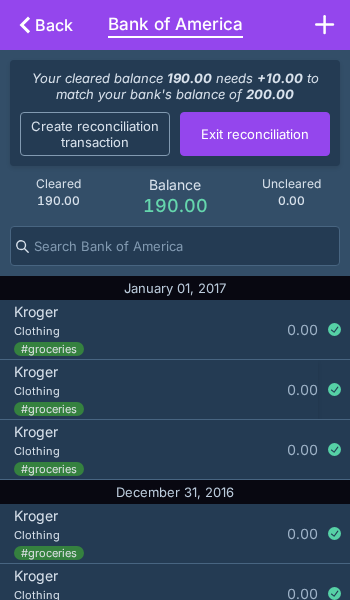 Back
Bank of America
Your cleared balance 190.00 needs +10.00 to
match your bank's balance of 200.00
Create reconciliation
transaction
Exit reconciliation
Cleared
190.00
Balance
190.00
Uncleared
0.00
Search Bank of America
January 01, 2017
Kroger
Clothing
0.00
#groceries
Kroger
Clothing
0.00
#groceries
Kroger
Clothing
0.00
#groceries
December 31, 2016
Kroger
Clothing
0.00
#groceries
Kroger
Clothing
0.00